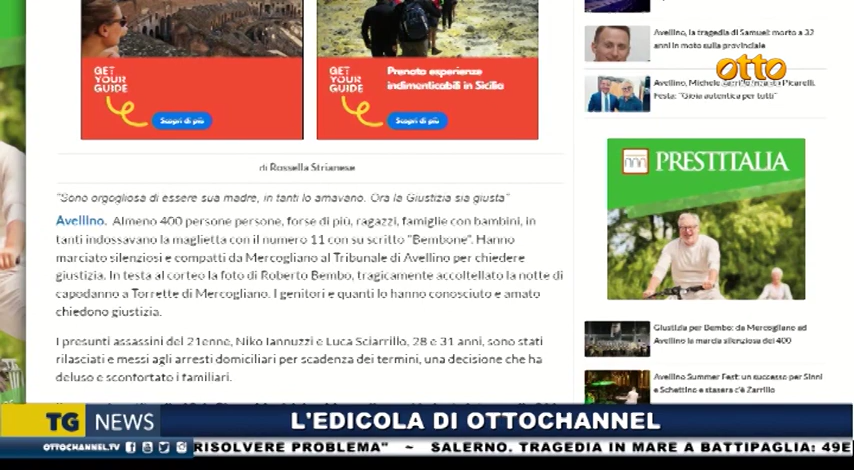 GET
YOUR
GUIDE
Scopri di più
GET
YOUR
GUIDE
Prenota esperienze
indimenticabili in Sicilia
Scopri di più
di Rossella Strianese
"Sono orgogliosa di essere sua madre, in tanti lo amavano. Ora la Giustizia sia giusta"
Avellino. Almeno 400 persone persone, forse di più, ragazzi, famiglie con bambini, in
tanti indossavano la maglietta con il numero 11 con su scritto "Bembone". Hanno
marciato silenziosi e compatti da Mercogliano al Tribunale di Avellino per chiedere
giustizia. In testa al corteo la foto di Roberto Bembo, tragicamente accoltellato la notte di
capodanno a Torrette di Mercogliano. I genitori e quanti lo hanno conosciuto e amato
chiedono giustizia.
I presunti assassini del 21enne, Niko Iannuzzi e Luca Sciarrillo, 28 e 31 anni, sono stati
rilasciati e messi agli arresti domiciliari per scadenza dei termini, una decisione che ha
deluso e sconfortato i familiari.
Avellino, la tragedia di Samuel: morto a 32
anni in moto sulla provinciale
otto
Avellino, Michele Picarelli.
Festa: "Gioia autentica per tutti"
PRESTITALIA
Giustizia per Bembo: da Mercogliano ad
Avellino la marcia silenziosa dei 400
Avellino Summer Fest: un successo per Sinni
e Schettino e stasera c'è Zarrillo
TG NEWS
L'EDICOLA DI OTTOCHANNEL
OTTOCHANNEL.TV
RISOLVERE PROBLEMA" ~ SALERNO. TRAGEDIA IN MARE A BATTIPAGLIA: 49E